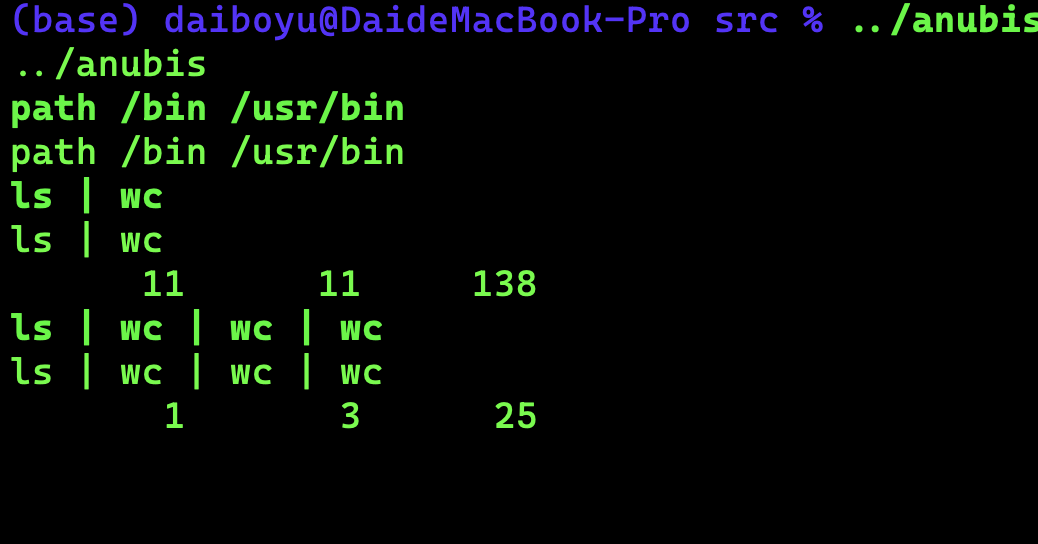 (base) daiboyu@DaideMacBook-Pro src % ../anubis
../anubis
path /bin /usr/bin
path /bin /usr/bin
ls | wc
ls | wc
11 11 138
ls | wc | wc | wc
ls | wc | wc | wc
1 3 25